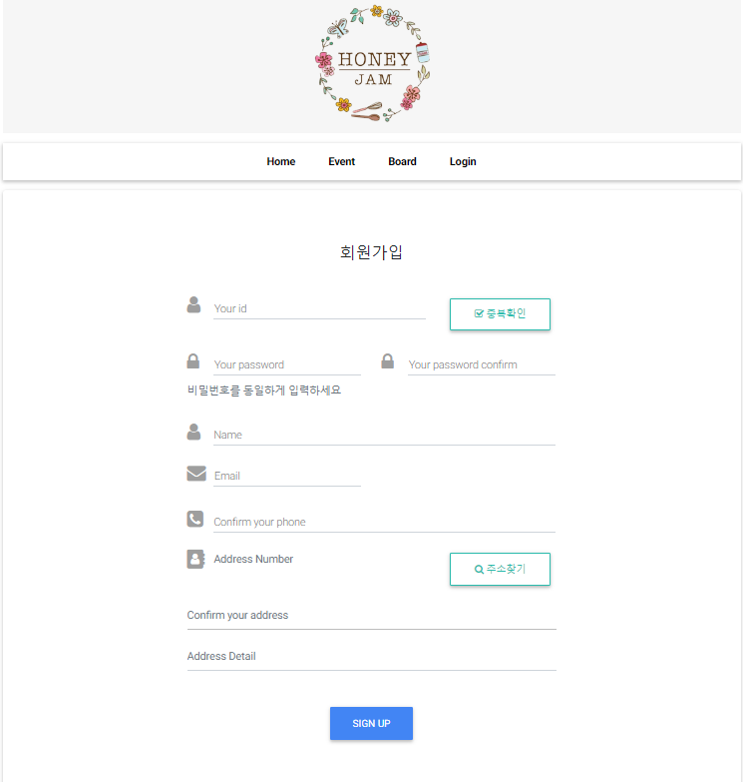 HONEY
JAM
Home Event Board Login
회원가입
Your id
중복확인
Your password Your password confirm
비밀번호를 동일하게 입력하세요
Name
Email
Confirm your phone
Address Number
주소찾기
Confirm your address
Address Detail
SIGN UP